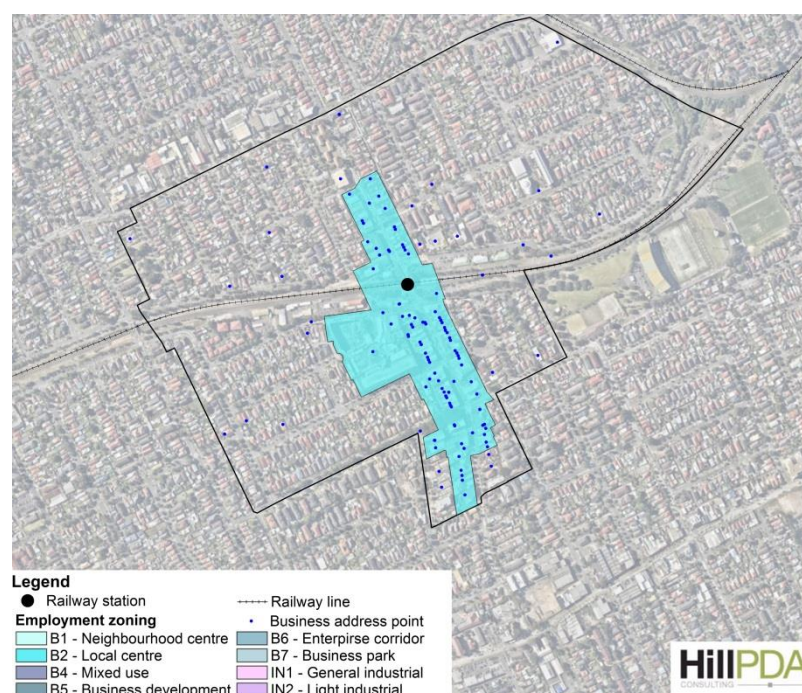 Legend
Railway station
Railway line
Employment zoning
Business address point
B1 - Neighbourhood centre
B6 - Enterpirse corridor
B2 - Local centre
B7 - Business park
B4 - Mixed use
IN1 - General industrial
B5 - Business development
IN2 - Light industrial
HillPDA
CONSULTING